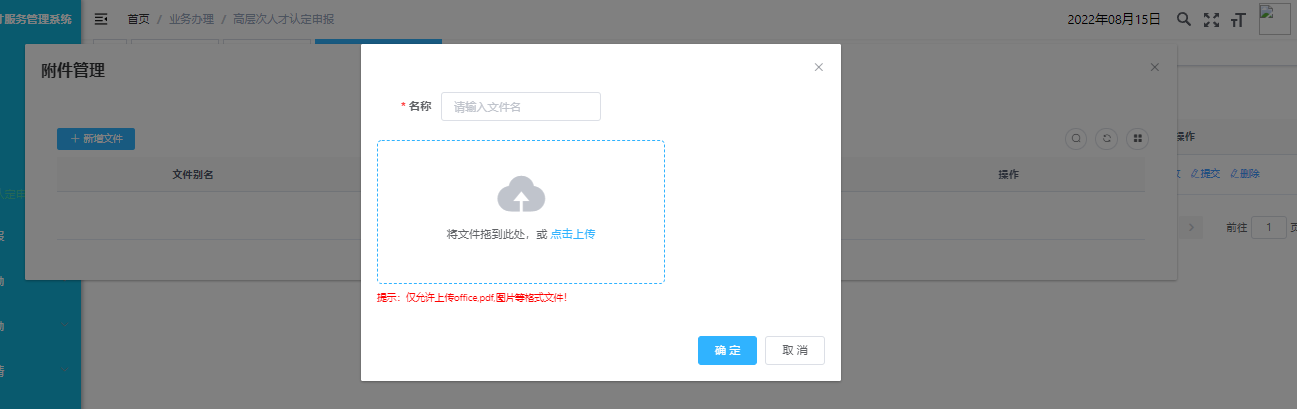 才服务管理系统
首页 / 业务办理 / 高层次人才认定申报
2022年08月15日
附件管理
* 名称 请输入文件名
+ 新增文件
操作
文件别名
操作
提交 删除
将文件拖到此处，或 点击上传
前往 1 页
提示：仅允许上传office,pdf,图片等格式文件!
确 定 取 消